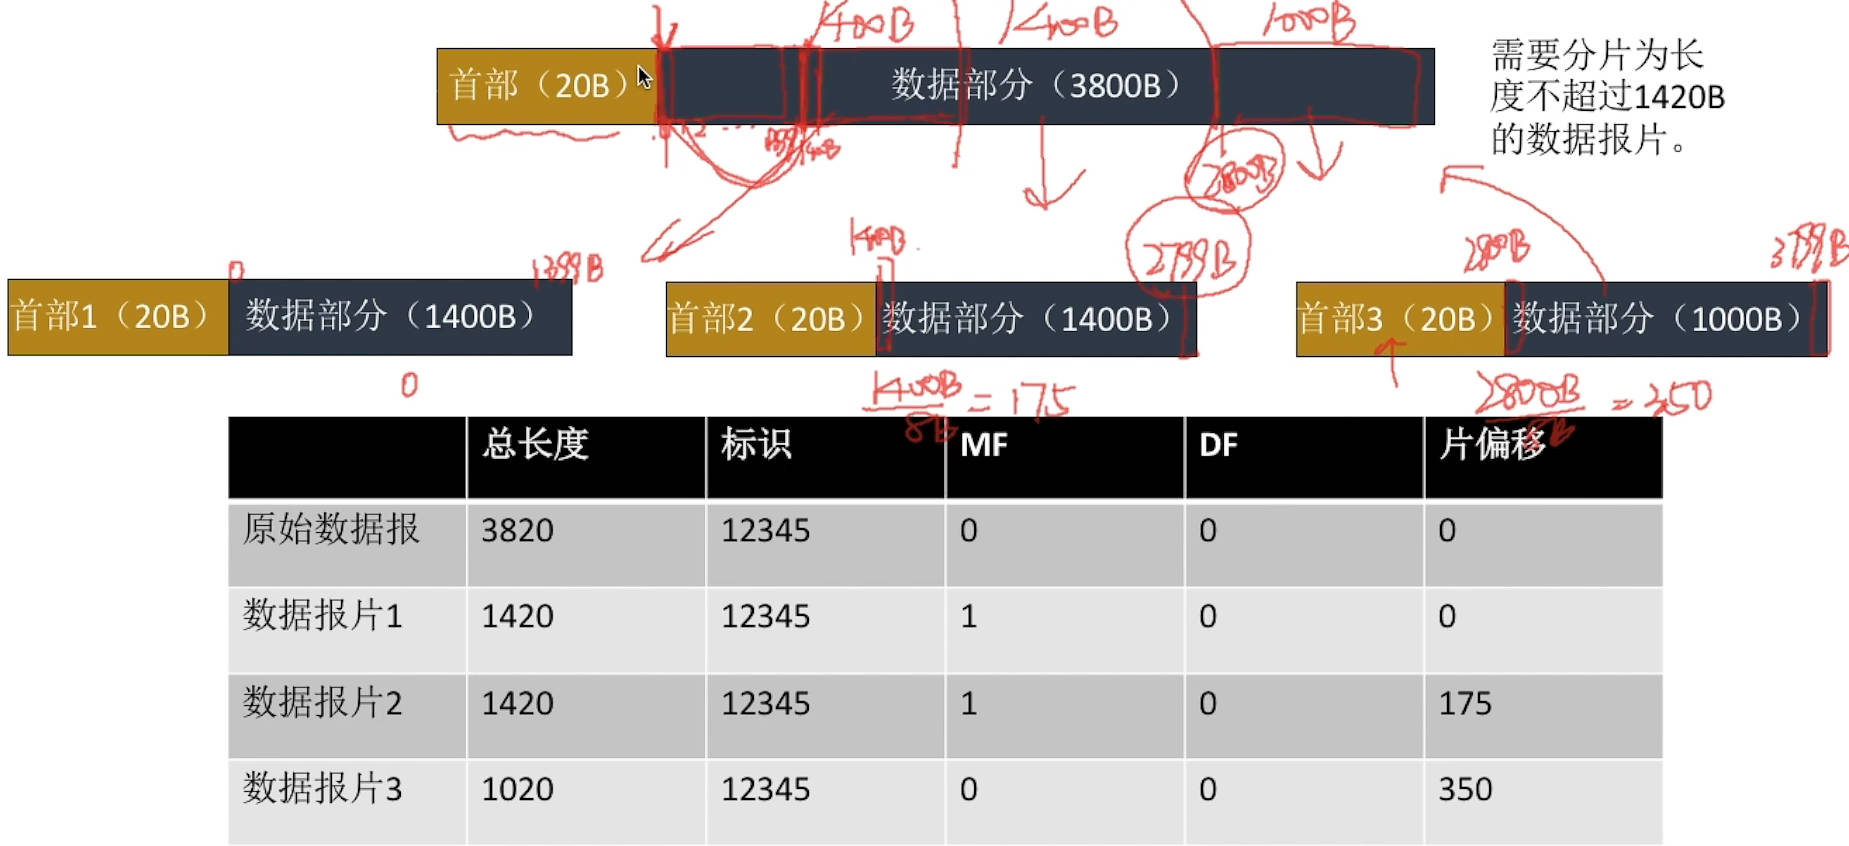 1400B 1400B 1000B
首部（20B） 数据部分（3800B）
需要分片为长
度不超过1420B
的数据报片。
2800B
0 1399B 1400B 2799B 2800B 3799B
首部1（20B） 数据部分（1400B） 首部2（20B） 数据部分（1400B） 首部3（20B） 数据部分（1000B）
0 1400B/8B = 175 2800B/8B = 350
总长度 标识 MF DF 片偏移
原始数据报 3820 12345 0 0 0
数据报片1 1420 12345 1 0 0
数据报片2 1420 12345 1 0 175
数据报片3 1020 12345 0 0 350